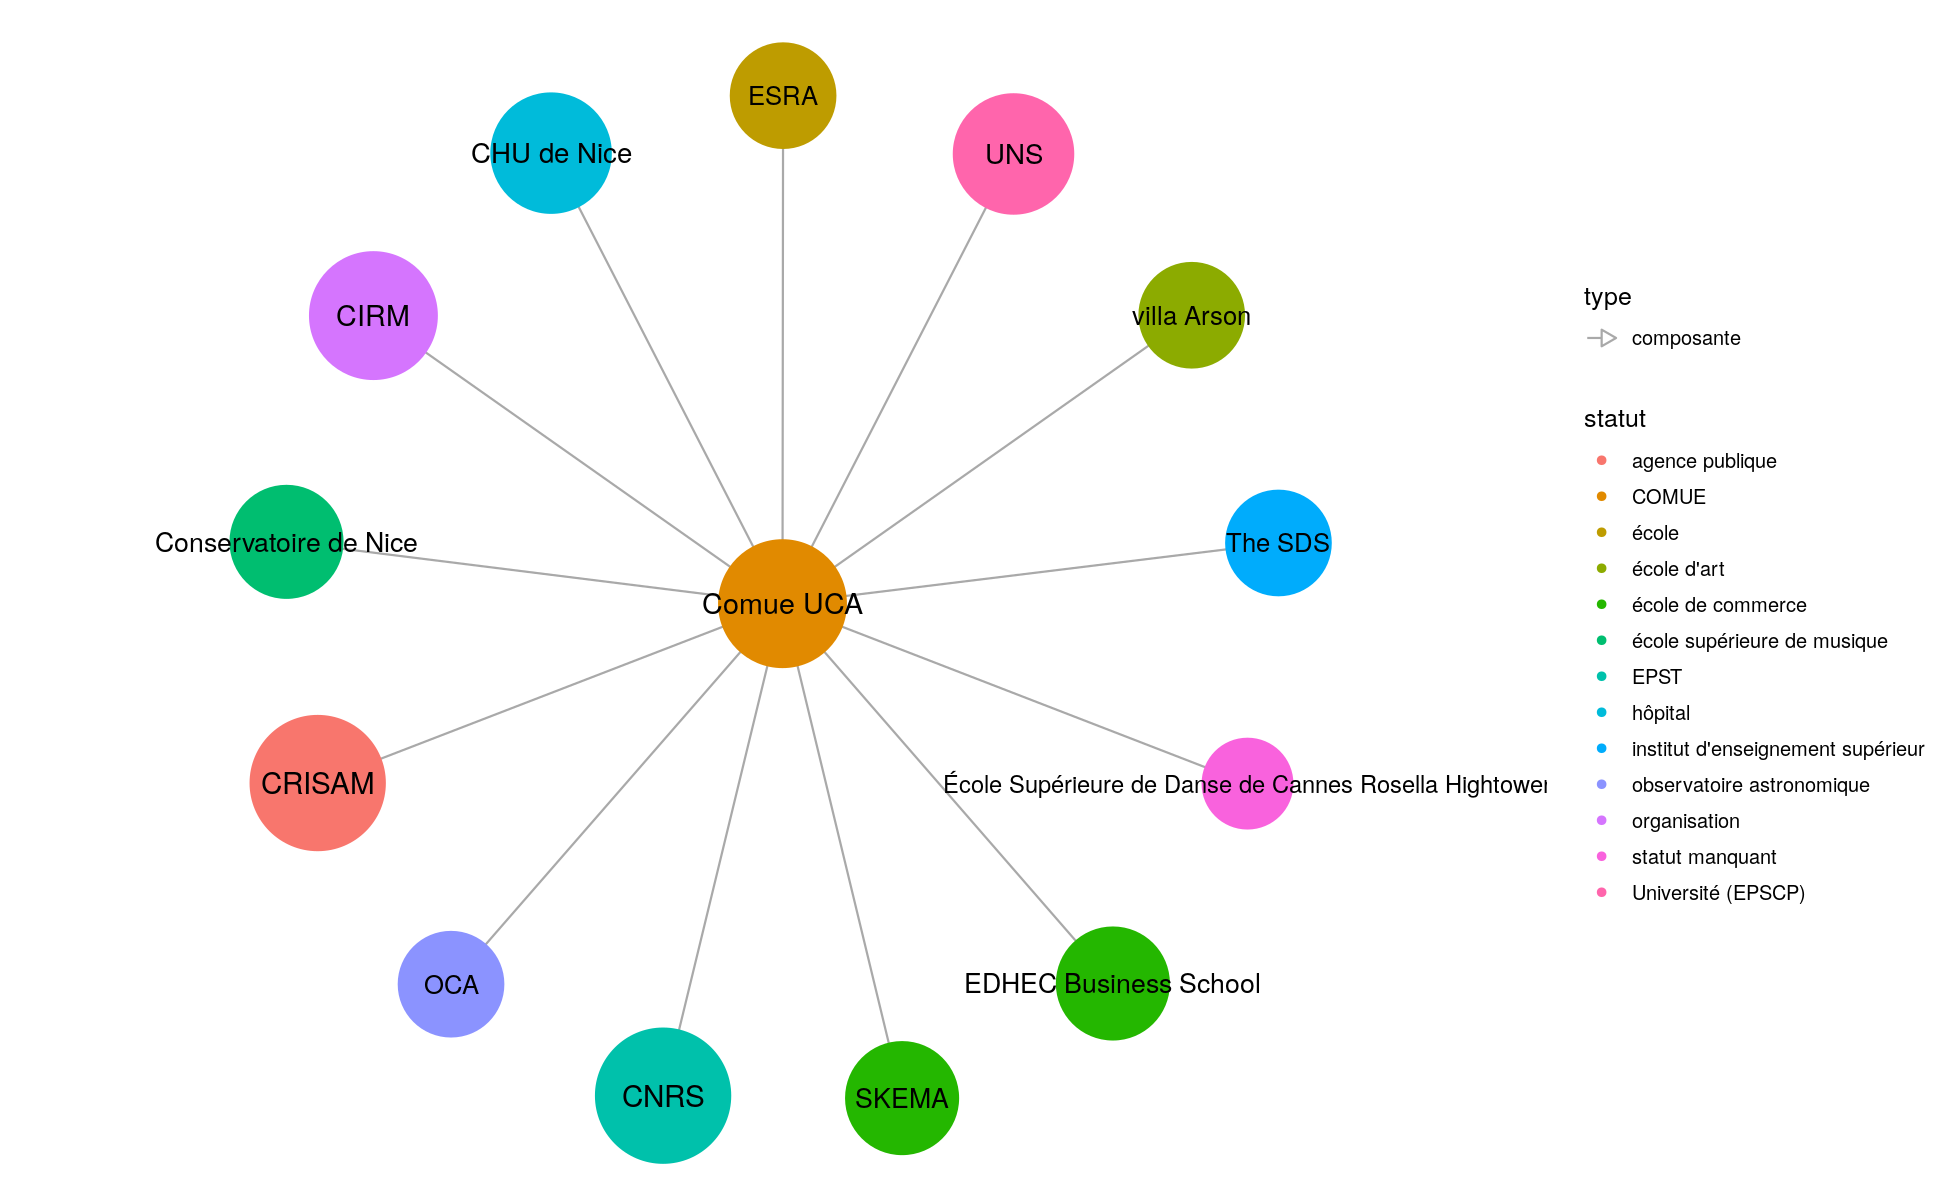 ESRA
CHU de Nice
UNS
CIRM
villa Arson
Conservatoire de Nice
The SDS
Comue UCA
CRISAM
École Supérieure de Danse de Cannes Rosella Hightower
OCA
EDHEC Business School
CNRS
SKEMA
type
composante
statut
agence publique
COMUE
école
école d'art
école de commerce
école supérieure de musique
EPST
hôpital
institut d'enseignement supérieur
observatoire astronomique
organisation
statut manquant
Université (EPSCP)